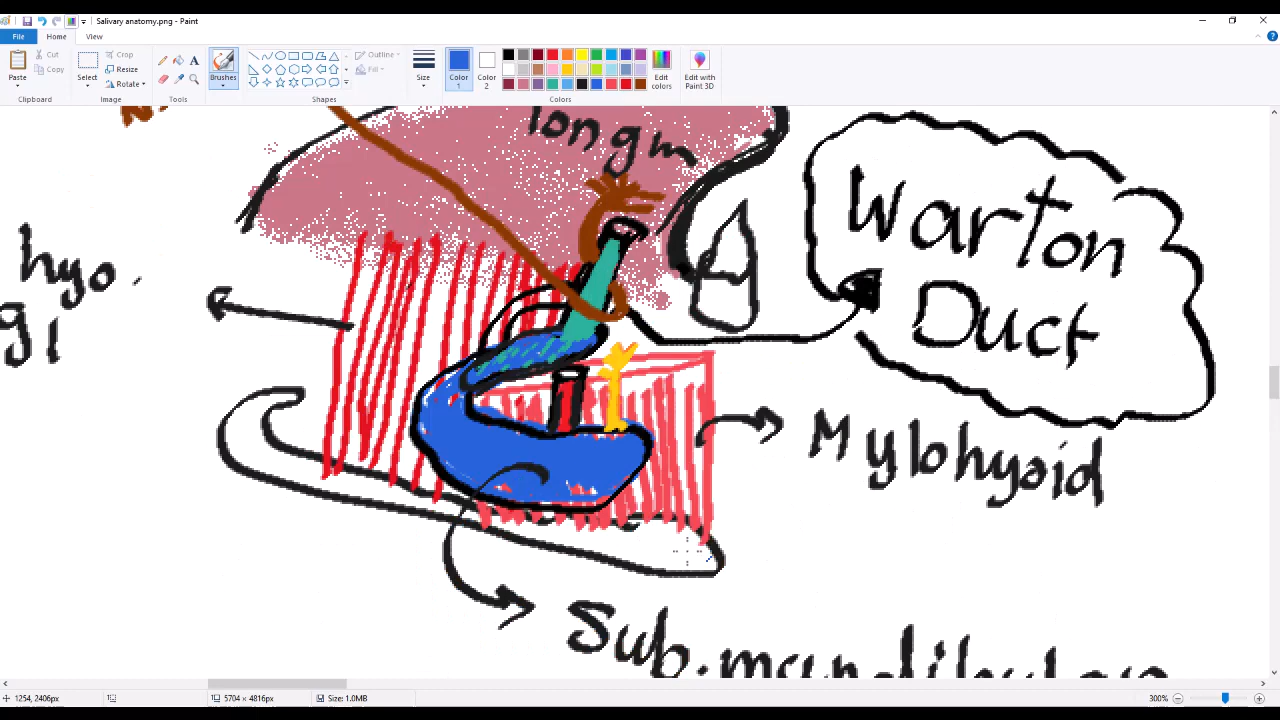 Salivary anatomy.png - Paint
File
Home
View
Paste
Cut
Copy
Clipboard
Select
Crop
Resize
Rotate
Image
Tools
Brushes
Shapes
Outline
Fill
Size
Color 1
Color 2
Edit colors
Edit with Paint 3D
Colors
Warton
Duct
hyo.
gl
Mylohyoid
Sub.mandibular
1254, 2406px
5704 × 4816px
Size: 1.0MB
300%